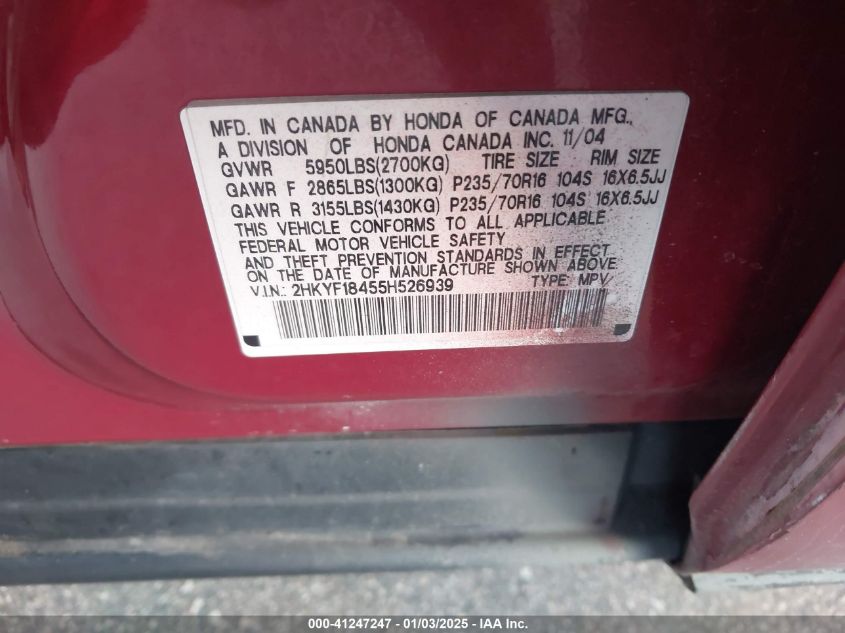 MFD. IN CANADA BY HONDA OF CANADA MFG.,
A DIVISION OF HONDA CANADA INC. 11/04
GVWR 5950LBS(2700KG) TIRE SIZE RIM SIZE
GAWR F 2865LBS(1300KG) P235/70R16 104S 16X6.5JJ
GAWR R 3155LBS(1430KG) P235/70R16 104S 16X6.5JJ
THIS VEHICLE CONFORMS TO ALL APPLICABLE
FEDERAL MOTOR VEHICLE SAFETY
AND THEFT PREVENTION STANDARDS IN EFFECT
ON THE DATE OF MANUFACTURE SHOWN ABOVE.
V.I.N.: 2HKYF18455H526939 TYPE: MPV
000-41247247 - 01/03/2025 - IAA Inc.